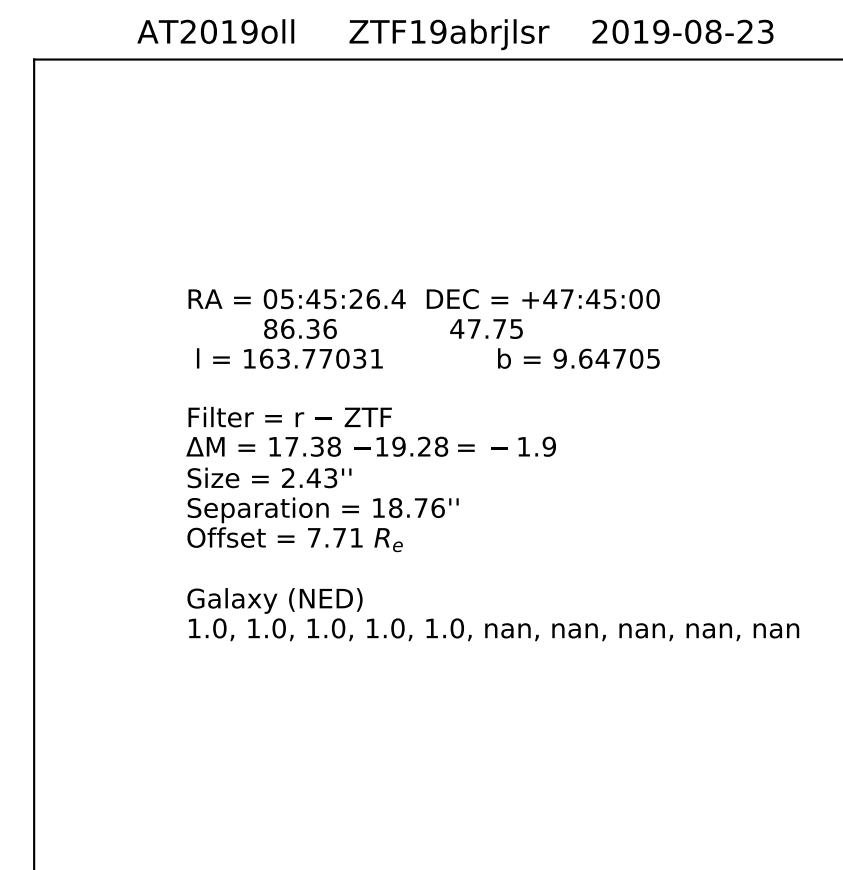 AT2019oll ZTF19abrjlsr 2019-08-23
RA = 05:45:26.4 DEC = +47:45:00
86.36 47.75
l = 163.77031 b = 9.64705
Filter = r − ZTF
ΔM = 17.38 −19.28 = − 1.9
Size = 2.43''
Separation = 18.76''
Offset = 7.71 Re
Galaxy (NED)
1.0, 1.0, 1.0, 1.0, 1.0, nan, nan, nan, nan, nan